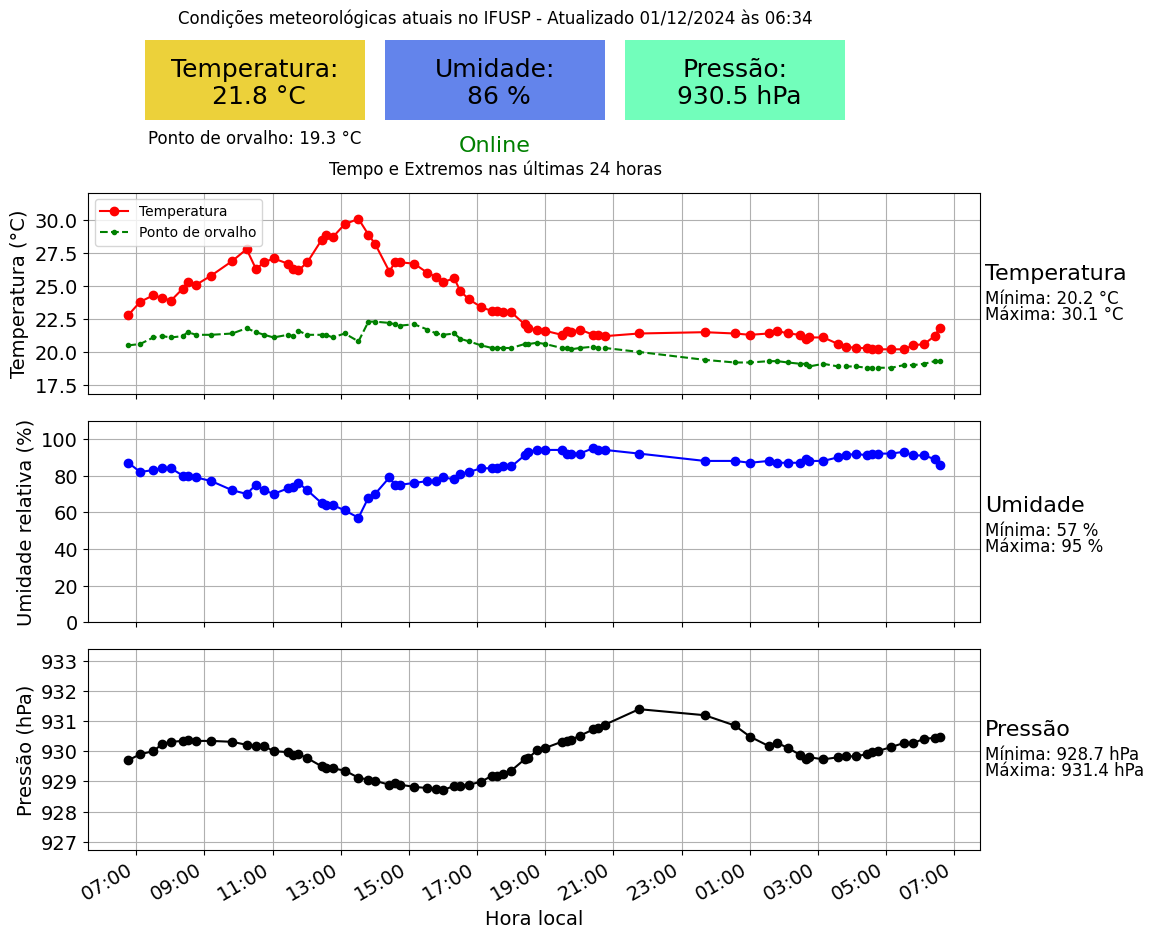 Condições meteorológicas atuais no IFUSP - Atualizado 01/12/2024 às 06:34
Temperatura:
21.8 °C
Umidade:
86 %
Pressão:
930.5 hPa
Ponto de orvalho: 19.3 °C
Online
Tempo e Extremos nas últimas 24 horas
Temperatura (°C)
30.0
27.5
25.0
22.5
20.0
17.5
Temperatura
Ponto de orvalho
Temperatura
Mínima: 20.2 °C
Máxima: 30.1 °C
Umidade relativa (%)
100
80
60
40
20
0
Umidade
Mínima: 57 %
Máxima: 95 %
Pressão (hPa)
933
932
931
930
929
928
927
Pressão
Mínima: 928.7 hPa
Máxima: 931.4 hPa
07:00 09:00 11:00 13:00 15:00 17:00 19:00 21:00 23:00 01:00 03:00 05:00 07:00
Hora local